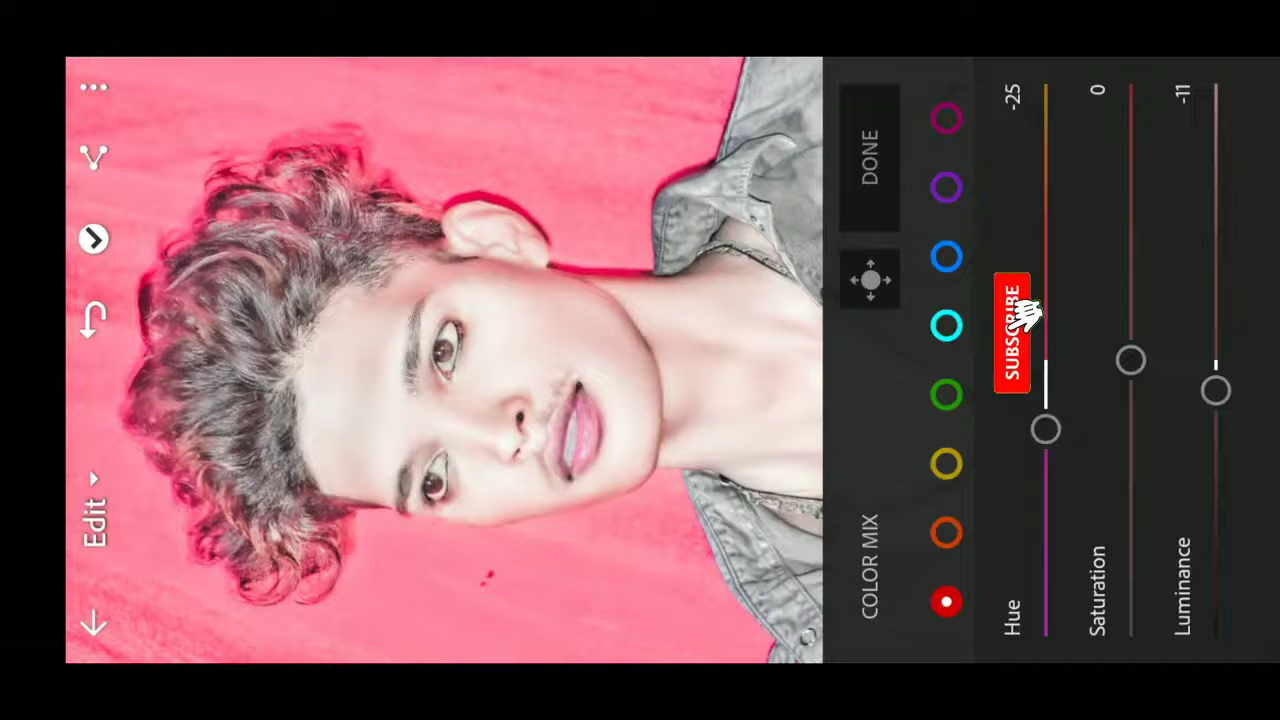 Edit
COLOR MIX
DONE
Hue
-25
Saturation
0
Luminance
-11
SUBSCRIBE